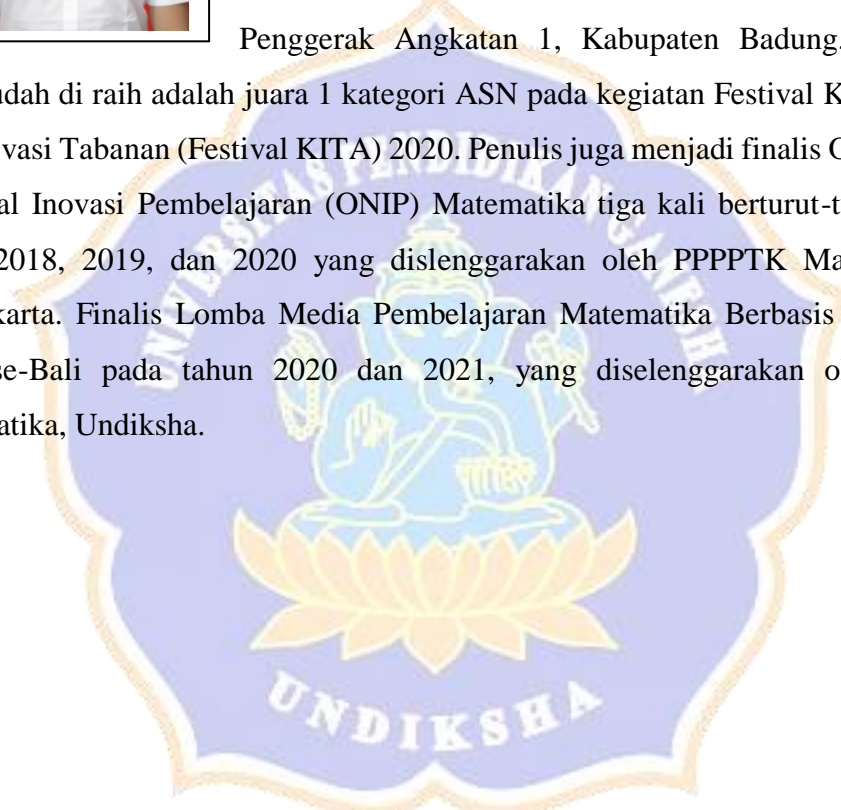 Penggerak Angkatan 1, Kabupaten Badung.
udah di raih adalah juara 1 kategori ASN pada kegiatan Festival K
vasi Tabanan (Festival KITA) 2020. Penulis juga menjadi finalis
al Inovasi Pembelajaran (ONIP) Matematika tiga kali berturut-t
2018, 2019, dan 2020 yang dislenggarakan oleh PPPPTK Ma
karta. Finalis Lomba Media Pembelajaran Matematika Berbasis
se-Bali pada tahun 2020 dan 2021, yang diselenggarakan o
atika, Undiksha.
UNIVERSITAS PENDIDIKAN GANESHA
UNDIKSHA